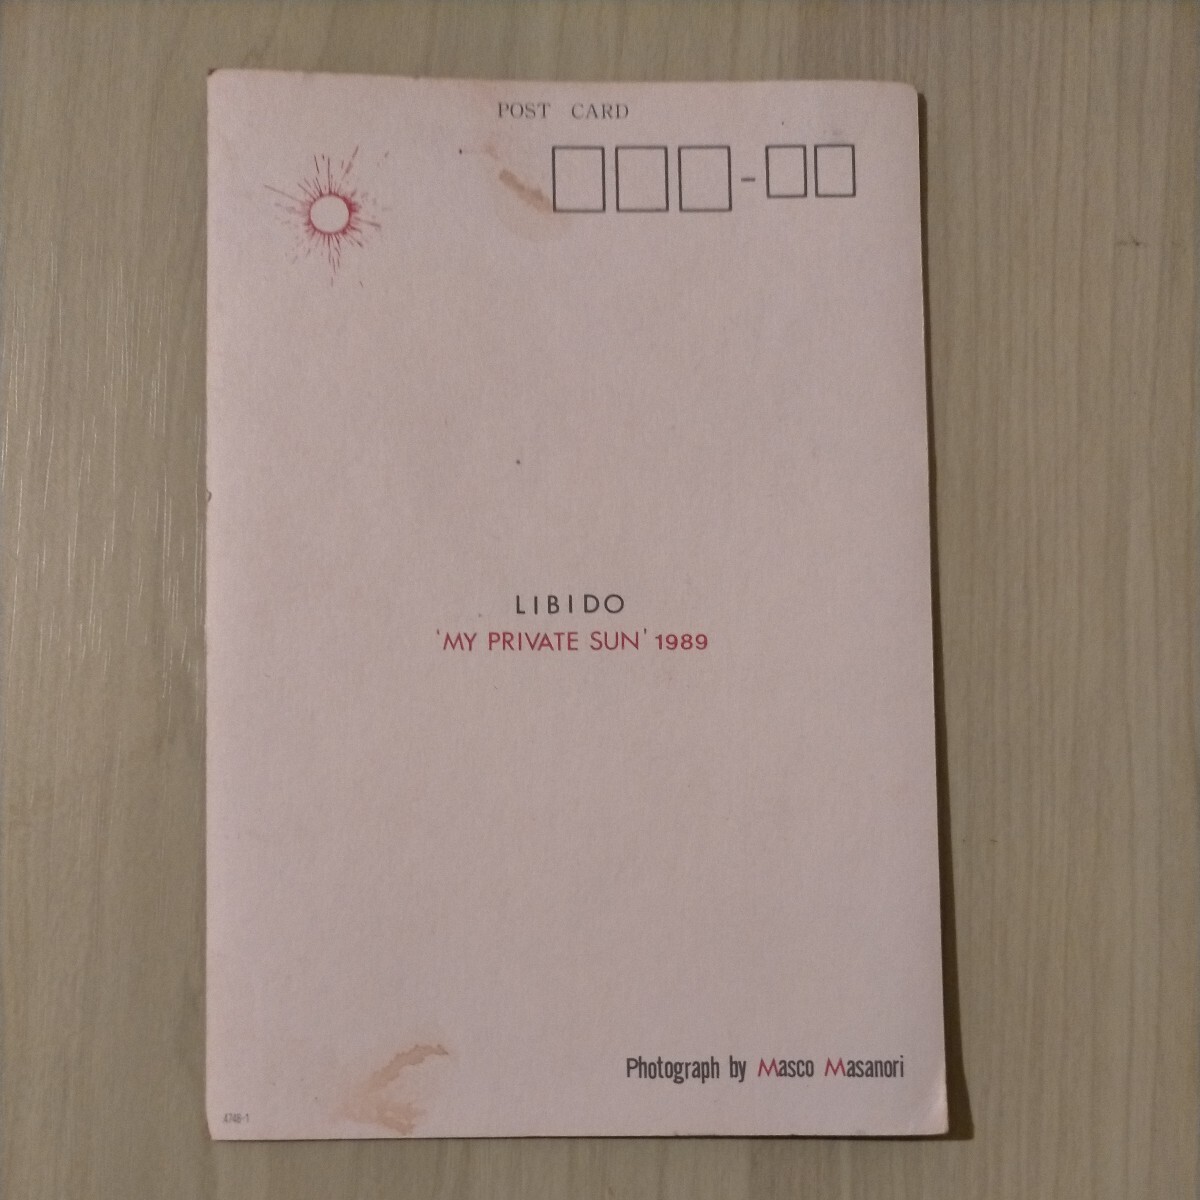 POST CARD
LIBIDO
'MY PRIVATE SUN' 1989
Photograph by Masco Masanori
4748-1